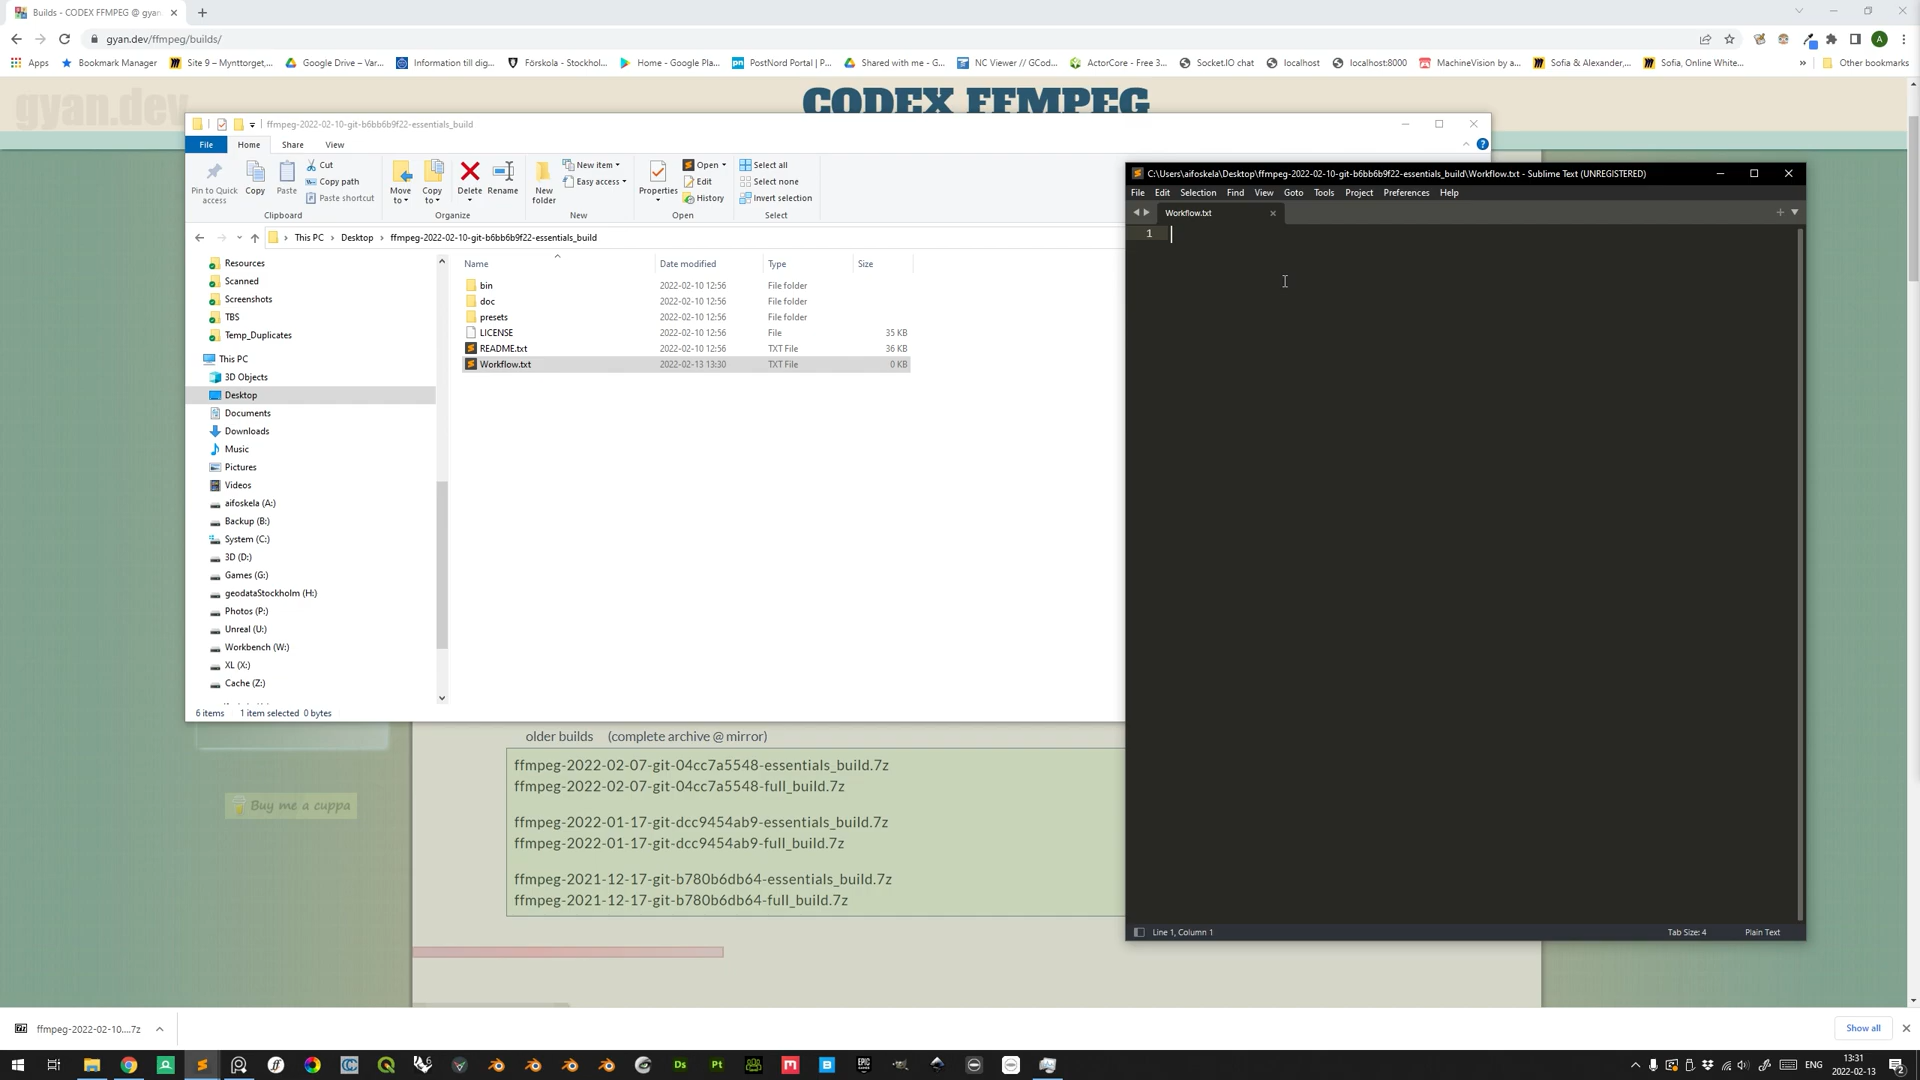 Builds - CODEX FFMPEG @ gyan
gyan.dev/ffmpeg/builds/
A
Apps
Bookmark Manager
Site 9 – Mynttorget,...
Google Drive – Var...
Information till dig...
Förskola - Stockhol...
Home - Google Pla...
PostNord Portal | P...
Shared with me - G...
NC Viewer // GCod...
ActorCore - Free 3...
Socket.IO chat
localhost
localhost:8000
MachineVision by a...
Sofia & Alexander,...
Sofia, Online White...
Other bookmarks
gyan.dev
CODEX FFMPEG
ffmpeg-2022-02-10-git-b6bb6b9f22-essentials_build
File Home Share View
Pin to Quick access
Copy
Paste
Cut
Copy path
Paste shortcut
Clipboard
Move to
Copy to
Delete
Rename
Organize
New folder
New item
Easy access
New
Properties
Open
Edit
History
Open
Select all
Select none
Invert selection
Select
This PC > Desktop > ffmpeg-2022-02-10-git-b6bb6b9f22-essentials_build
Resources
Scanned
Screenshots
TBS
Temp_Duplicates
This PC
3D Objects
Desktop
Documents
Downloads
Music
Pictures
Videos
aifoskela (A:)
Backup (B:)
System (C:)
3D (D:)
Games (G:)
geodataStockholm (H:)
Photos (P:)
Unreal (U:)
Workbench (W:)
XL (X:)
Cache (Z:)
Name Date modified Type Size
bin 2022-02-10 12:56 File folder
doc 2022-02-10 12:56 File folder
presets 2022-02-10 12:56 File folder
LICENSE 2022-02-10 12:56 File 35 KB
README.txt 2022-02-10 12:56 TXT File 36 KB
Workflow.txt 2022-02-13 13:30 TXT File 0 KB
6 items 1 item selected 0 bytes
C:\Users\aifoskela\Desktop\ffmpeg-2022-02-10-git-b6bb6b9f22-essentials_build\Workflow.txt - Sublime Text (UNREGISTERED)
File Edit Selection Find View Goto Tools Project Preferences Help
Workflow.txt
1
Line 1, Column 1
Tab Size: 4
Plain Text
older builds (complete archive @ mirror)
ffmpeg-2022-02-07-git-04cc7a5548-essentials_build.7z
ffmpeg-2022-02-07-git-04cc7a5548-full_build.7z
ffmpeg-2022-01-17-git-dcc9454ab9-essentials_build.7z
ffmpeg-2022-01-17-git-dcc9454ab9-full_build.7z
ffmpeg-2021-12-17-git-b780b6db64-essentials_build.7z
ffmpeg-2021-12-17-git-b780b6db64-full_build.7z
Buy me a cuppa
ffmpeg-2022-02-10....7z
Show all
Ds
Pt
ENG
13:31
2022-02-13